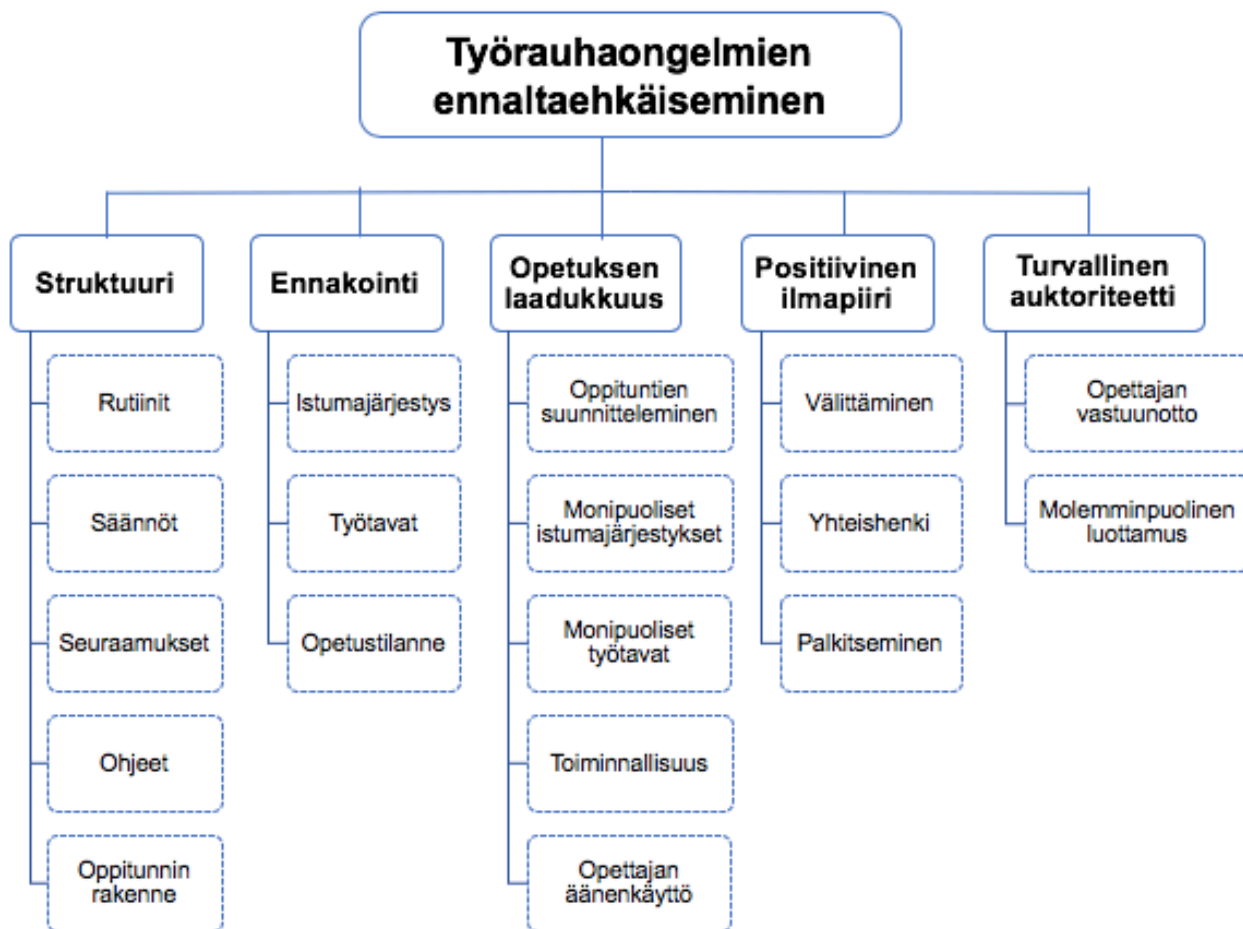 Työrauhaongelmien
ennaltaehkäiseminen
Struktuuri
Rutiinit
Säännöt
Seuraamukset
Ohjeet
Oppitunnin
rakenne
Ennakointi
Istumajärjestys
Työtavat
Opetustilanne
Opetuksen
laadukkuus
Oppituntien
suunnitteleminen
Monipuoliset
istumajärjestykset
Monipuoliset
työtavat
Toiminnallisuus
Opettajan
äänenkäyttö
Positiivinen
ilmapiiri
Välittäminen
Yhteishenki
Palkitseminen
Turvallinen
auktoriteetti
Opettajan
vastuunotto
Molemminpuolinen
luottamus